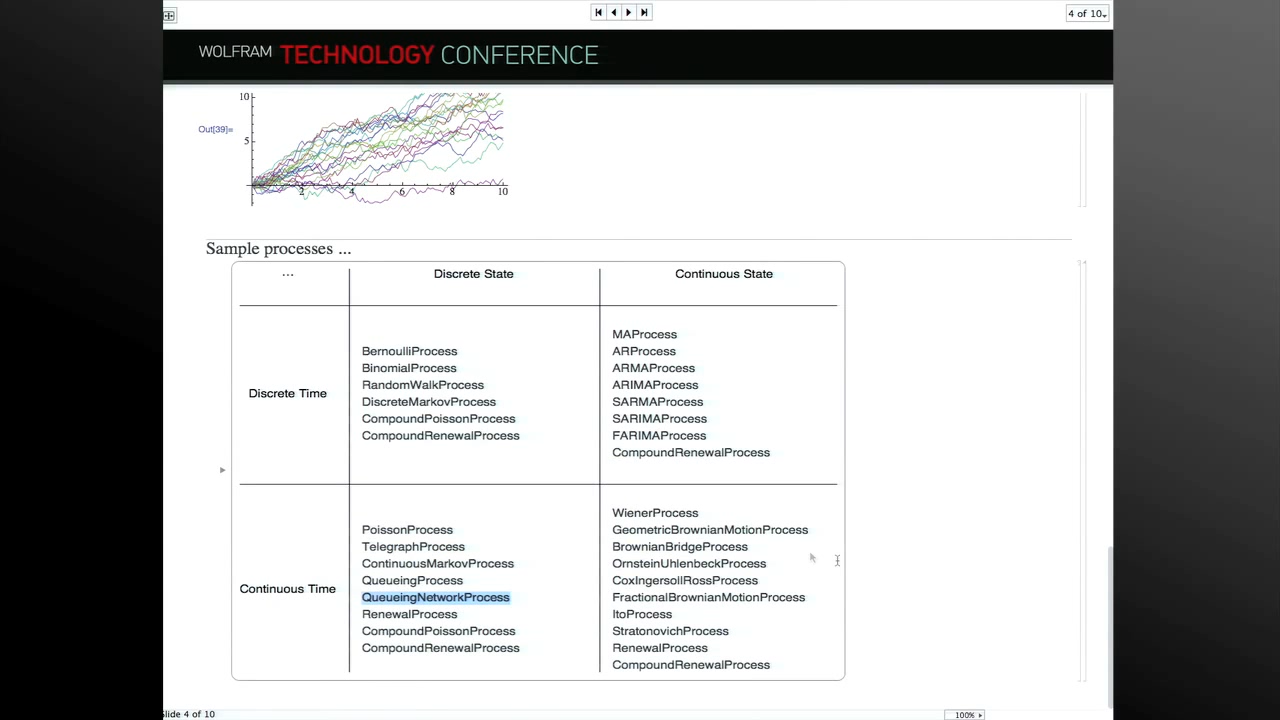 4 of 10
WOLFRAM TECHNOLOGY CONFERENCE
10
Out[39]=
5
2 4 6 8 10
Sample processes ...
... Discrete State Continuous State
Discrete Time
BernoulliProcess
BinomialProcess
RandomWalkProcess
DiscreteMarkovProcess
CompoundPoissonProcess
CompoundRenewalProcess
MAProcess
ARProcess
ARMAProcess
ARIMAProcess
SARMAProcess
SARIMAProcess
FARIMAProcess
CompoundRenewalProcess
Continuous Time
PoissonProcess
TelegraphProcess
ContinuousMarkovProcess
QueueingProcess
QueueingNetworkProcess
RenewalProcess
CompoundPoissonProcess
CompoundRenewalProcess
WienerProcess
GeometricBrownianMotionProcess
BrownianBridgeProcess
OrnsteinUhlenbeckProcess
CoxIngersollRossProcess
FractionalBrownianMotionProcess
ItoProcess
StratonovichProcess
RenewalProcess
CompoundRenewalProcess
Slide 4 of 10
100%